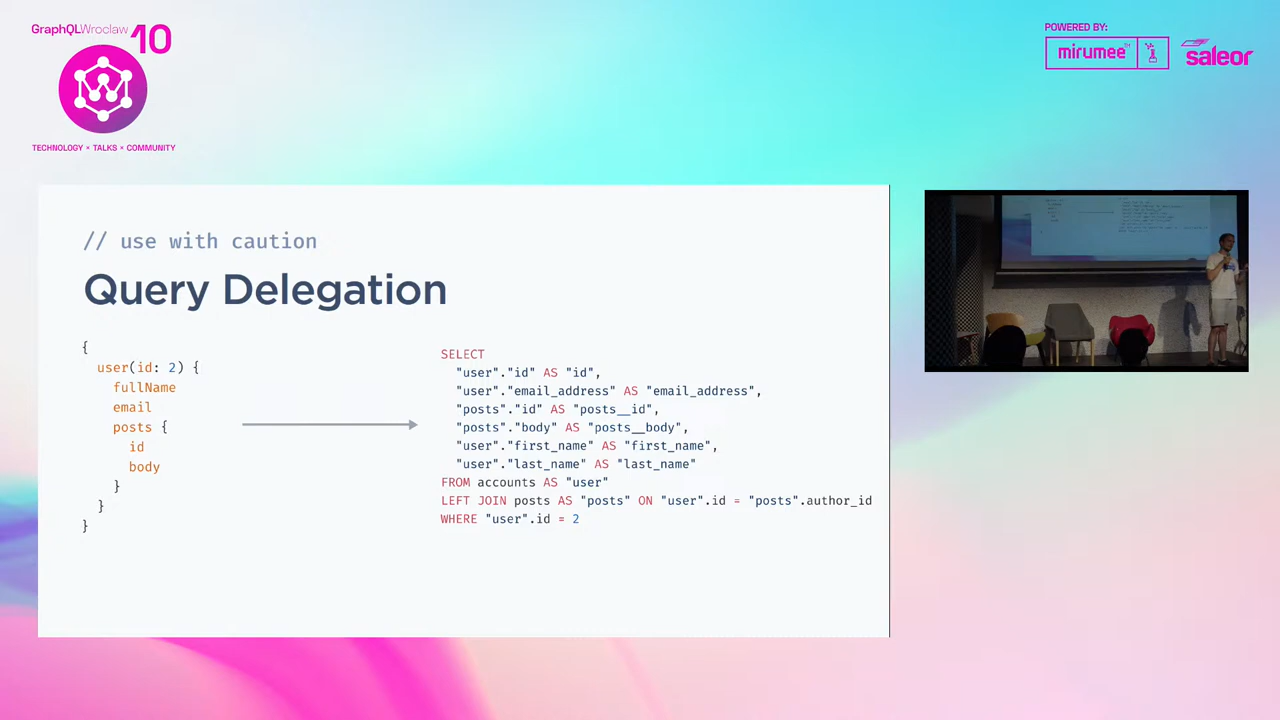 GraphQLWroclaw 10
TECHNOLOGY × TALKS × COMMUNITY
POWERED BY:
mirumee
saleor
// use with caution
Query Delegation
{
  user(id: 2) {
    fullName
    email
    posts {
      id
      body
    }
  }
}
SELECT
  "user"."id" AS "id",
  "user"."email_address" AS "email_address",
  "posts"."id" AS "posts__id",
  "posts"."body" AS "posts__body",
  "user"."first_name" AS "first_name",
  "user"."last_name" AS "last_name"
FROM accounts AS "user"
LEFT JOIN posts AS "posts" ON "user".id = "posts".author_id
WHERE "user".id = 2